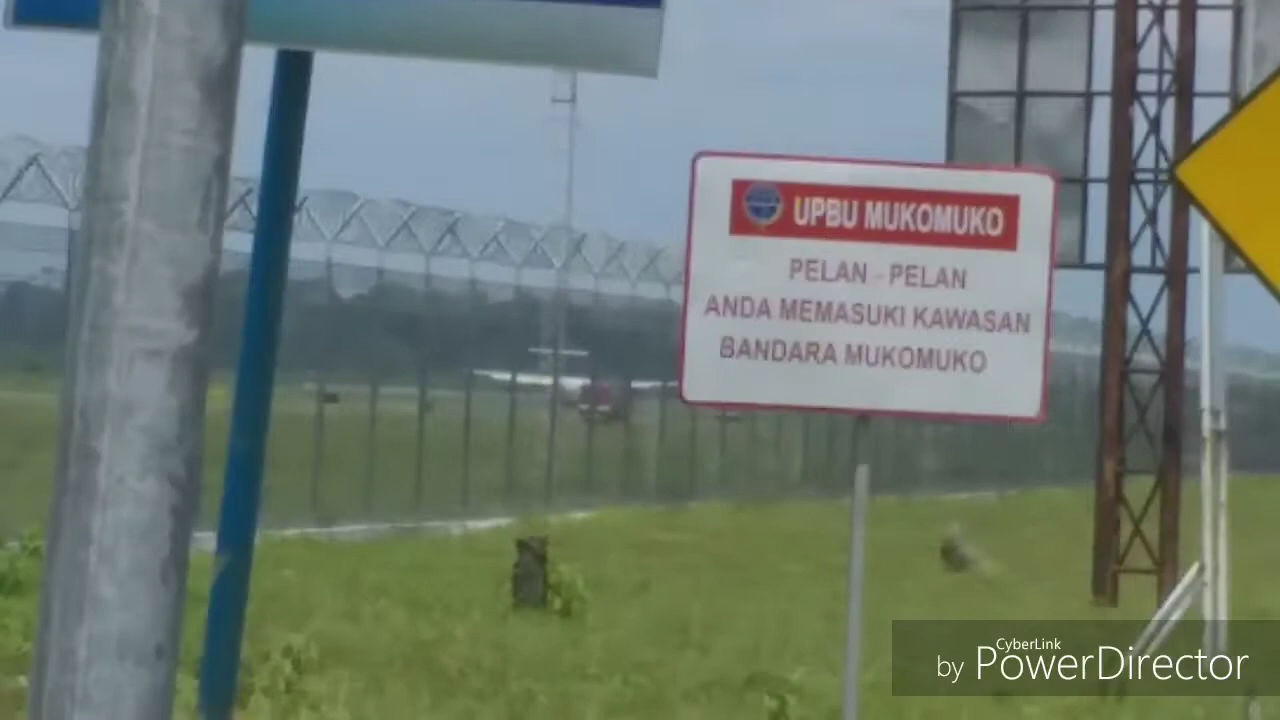 UPBU MUKOMUKO
PELAN - PELAN
ANDA MEMASUKI KAWASAN
BANDARA MUKOMUKO
CyberLink
by PowerDirector